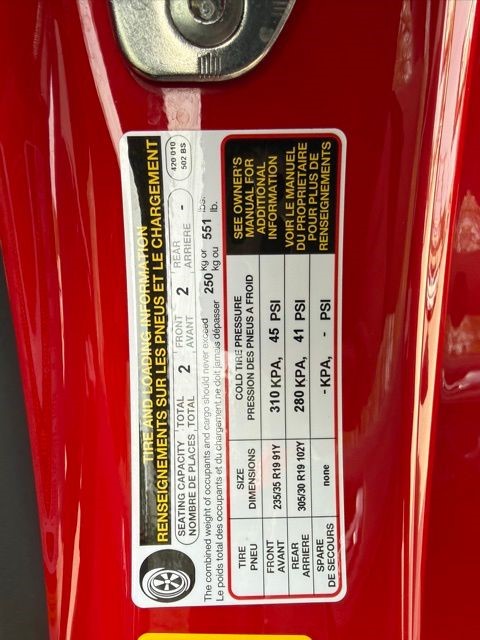 TIRE AND LOADING INFORMATION
RENSEIGNEMENTS SUR LES PNEUS ET LE CHARGEMENT
420 010
502 BS
SEATING CAPACITY TOTAL 2 FRONT 2 REAR -
NOMBRE DE PLACES TOTAL AVANT ARRIERE
The combined weight of occupants and cargo should never exceed 250 kg or 551 lbs.
Le poids total des occupants et du chargement ne doit jamais dépasser kg ou lb.
TIRE
PNEU
SIZE
DIMENSIONS
COLD TIRE PRESSURE
PRESSION DES PNEUS A FROID
FRONT
AVANT
235/35 R19 91Y
310 KPA, 45 PSI
REAR
ARRIERE
305/30 R19 102Y
280 KPA, 41 PSI
SPARE
DE SECOURS
none
- KPA, - PSI
SEE OWNER'S
MANUAL FOR
ADDITIONAL
INFORMATION
VOIR LE MANUEL
DU PROPRIETAIRE
POUR PLUS DE
RENSEIGNEMENTS